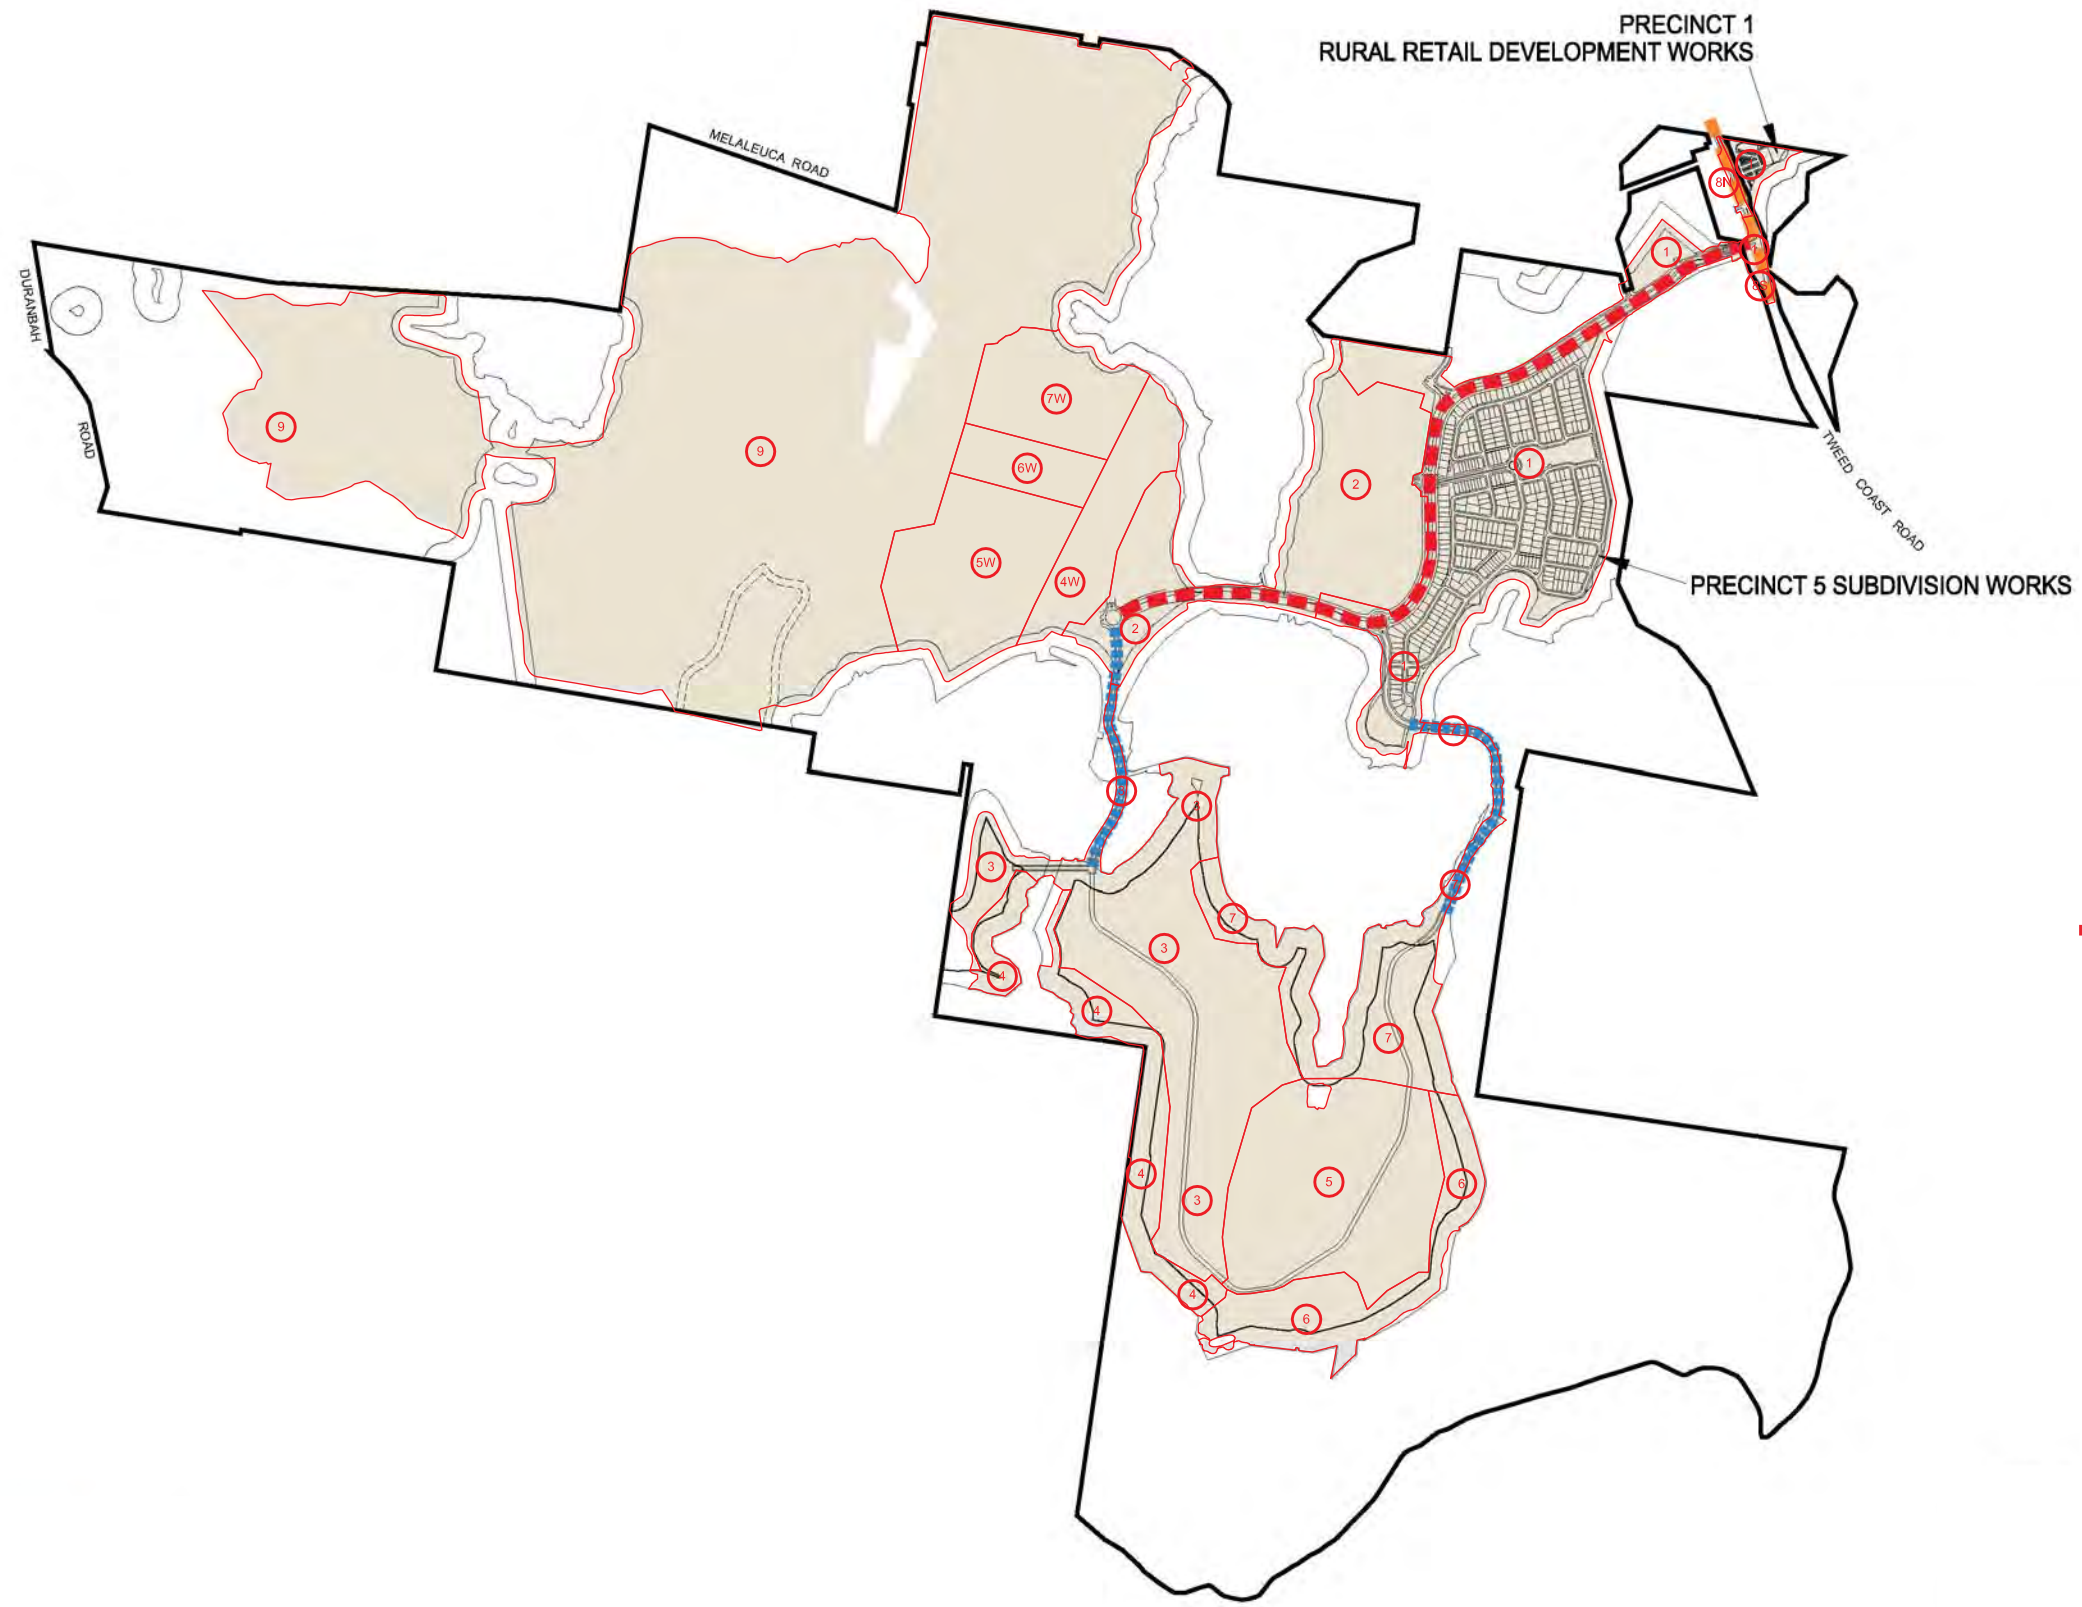 PRECINCT 1
RURAL RETAIL DEVELOPMENT WORKS
MELALEUCA ROAD
8N
1
DURANBAH
ROAD
9
9
7W
6W
5W
4W
2
1
TWEED COAST ROAD
PRECINCT 5 SUBDIVISION WORKS
2
3
7
3
4
4
7
4
3
5
6
4
6